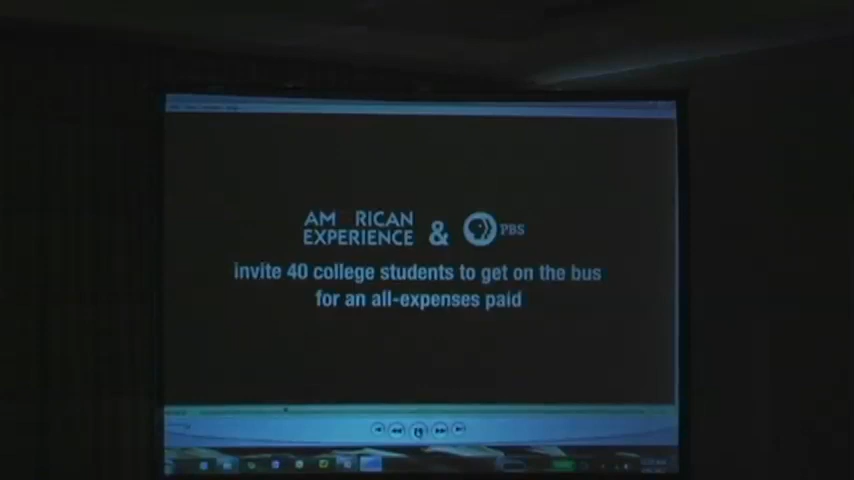 AM RICAN
EXPERIENCE & PBS
invite 40 college students to get on the bus
for an all-expenses paid